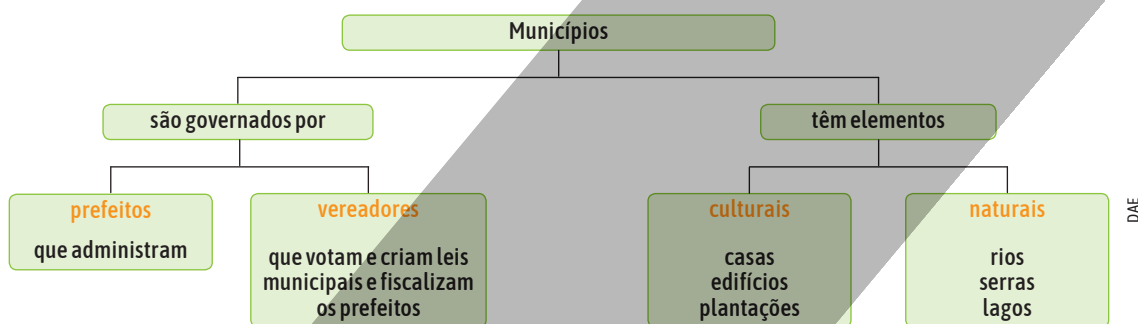 Municípios
são governados por
têm elementos
prefeitos
que administram
vereadores
que votam e criam leis
municipais e fiscalizam
os prefeitos
culturais
casas
edifícios
plantações
naturais
rios
serras
lagos
DAE